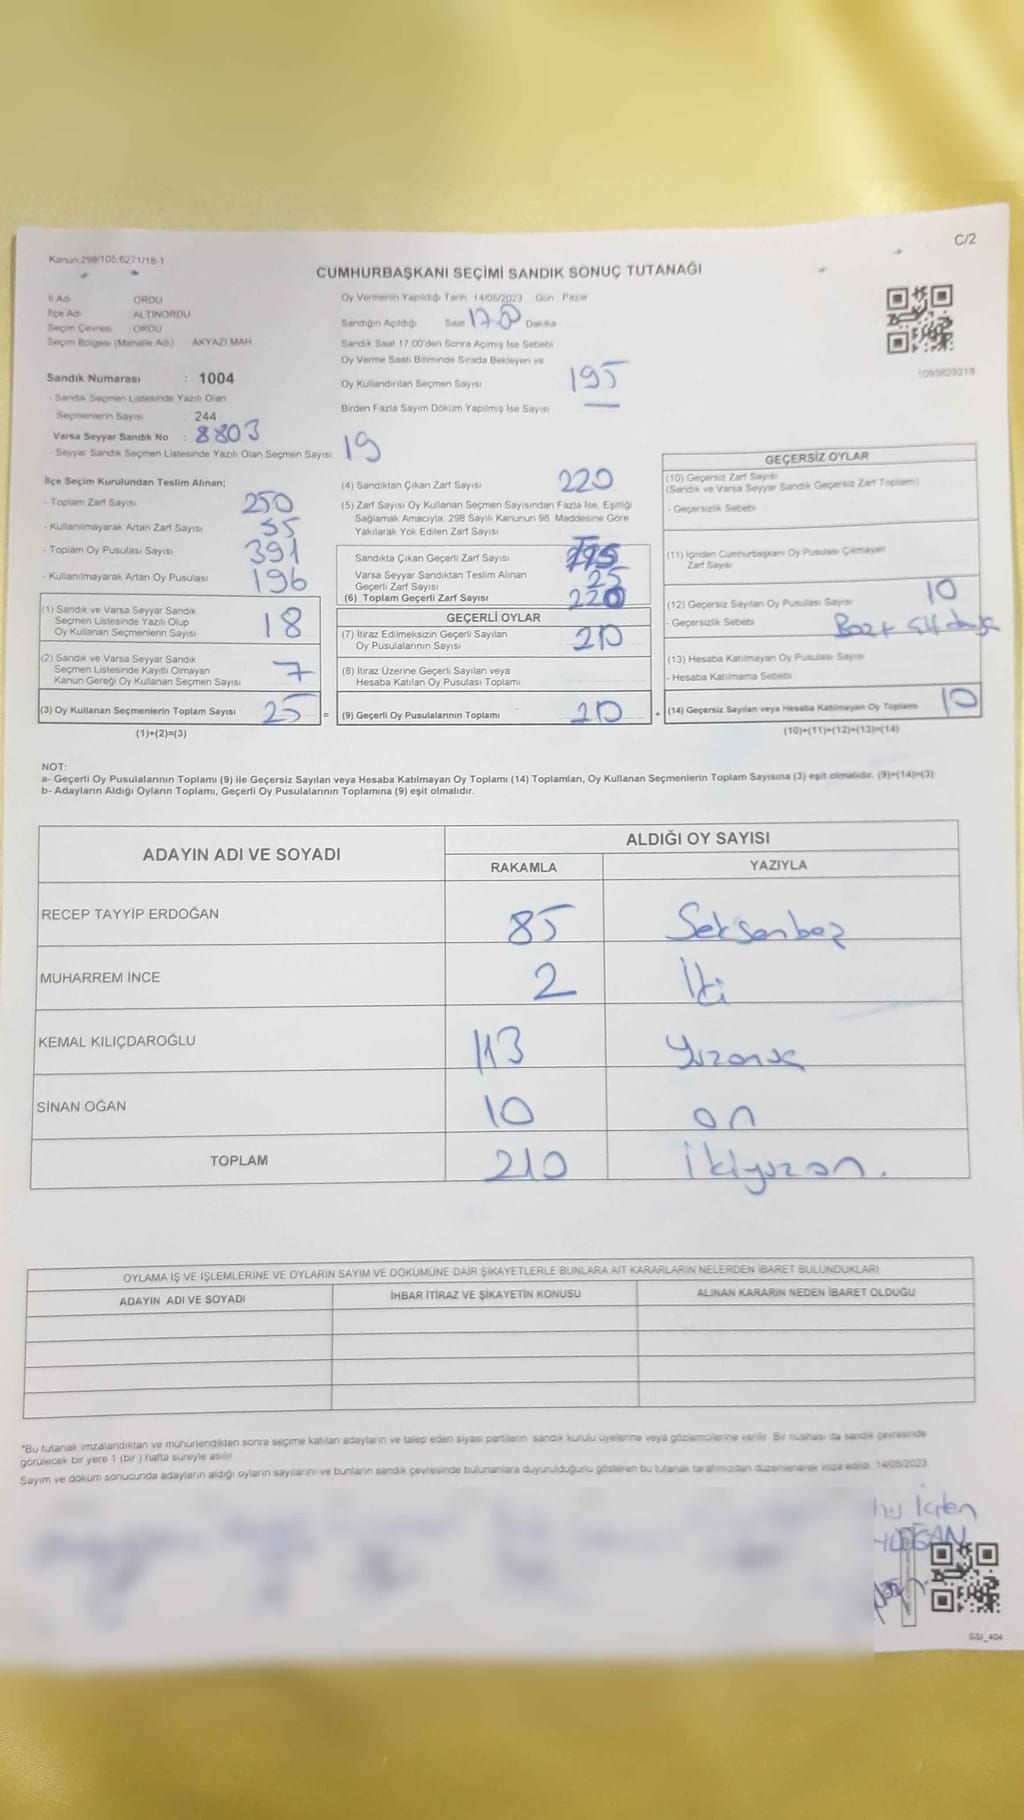 C/2
Kanun:298/105,6271/18-1
CUMHURBAŞKANI SEÇİMİ SANDIK SONUÇ TUTANAĞI
İl Adı ORDU
İlçe Adı ALTINORDU
Seçim Çevresi ORDU
Seçim Bölgesi (Mahalle Adı) AKYAZI MAH.
Sandık Numarası : 1004
- Sandık Seçmen Listesinde Yazılı Olan
Seçmenlerin Sayısı : 244
Varsa Seyyar Sandık No : 8803
- Seyyar Sandık Seçmen Listesinde Yazılı Olan Seçmen Sayısı 19
Oy Vermenin Yapıldığı Tarih 14/05/2023 Gün Pazar
Sandığın Açıldığı Saat 17.00 Dakika
Sandık Saat 17.00'den Sonra Açılmış İse Sebebi
Oy Verme Saati Bitiminde Sırada Bekleyen ve
Oy Kullandırılan Seçmen Sayısı 195
Birden Fazla Sayım Döküm Yapılmış İse Sayısı —
1093829218
İlçe Seçim Kurulundan Teslim Alınan;
- Toplam Zarf Sayısı 250
- Kullanılmayarak Artan Zarf Sayısı 55
- Toplam Oy Pusulası Sayısı 391
- Kullanılmayarak Artan Oy Pusulası 196
(1) Sandık ve Varsa Seyyar Sandık
Seçmen Listesinde Yazılı Olup
Oy Kullanan Seçmenlerin Sayısı 18
(2) Sandık ve Varsa Seyyar Sandık
Seçmen Listesinde Kayıtlı Olmayan
Kanun Gereği Oy Kullanan Seçmen Sayısı 7
(3) Oy Kullanan Seçmenlerin Toplam Sayısı 25 =
(1)+(2)=(3)
(4) Sandıktan Çıkan Zarf Sayısı 220
(5) Zarf Sayısı Oy Kullanan Seçmen Sayısından Fazla İse, Eşitliği
Sağlamak Amacıyla, 298 Sayılı Kanunun 98. Maddesine Göre
Yakılarak Yok Edilen Zarf Sayısı
Sandıkta Çıkan Geçerli Zarf Sayısı 195
Varsa Seyyar Sandıktan Teslim Alınan
Geçerli Zarf Sayısı 25
(6) Toplam Geçerli Zarf Sayısı 220
GEÇERLİ OYLAR
(7) İtiraz Edilmeksizin Geçerli Sayılan
Oy Pusulalarının Sayısı 210
(8) İtiraz Üzerine Geçerli Sayılan veya
Hesaba Katılan Oy Pusulası Toplamı
(9) Geçerli Oy Pusulalarının Toplamı 210 +
GEÇERSİZ OYLAR
(10) Geçersiz Zarf Sayısı
(Sandık ve Varsa Seyyar Sandık Geçersiz Zarf Toplamı)
- Geçersizlik Sebebi
(11) İçinden Cumhurbaşkanı Oy Pusulası Çıkmayan
Zarf Sayısı
(12) Geçersiz Sayılan Oy Pusulası Sayısı 10
- Geçersizlik Sebebi
(13) Hesaba Katılmayan Oy Pusulası Sayısı
- Hesaba Katılmama Sebebi
(14) Geçersiz Sayılan veya Hesaba Katılmayan Oy Toplamı 10
(10)+(11)+(12)+(13)=(14)
NOT:
a- Geçerli Oy Pusulalarının Toplamı (9) ile Geçersiz Sayılan veya Hesaba Katılmayan Oy Toplamı (14) Toplamları, Oy Kullanan Seçmenlerin Toplam Sayısına (3) eşit olmalıdır. (9)+(14)=(3)
b- Adayların Aldığı Oyların Toplamı, Geçerli Oy Pusulalarının Toplamına (9) eşit olmalıdır.
ADAYIN ADI VE SOYADI ALDIĞI OY SAYISI
RAKAMLA YAZIYLA
RECEP TAYYİP ERDOĞAN 85 Seksenbeş
MUHARREM İNCE 2 İki
KEMAL KILIÇDAROĞLU 113 Yüzonüç
SİNAN OĞAN 10 on
TOPLAM 210 ikiyüzon.
OYLAMA İŞ VE İŞLEMLERİNE VE OYLARIN SAYIM VE DÖKÜMÜNE DAİR ŞİKAYETLERLE BUNLARA AİT KARARLARIN NELERDEN İBARET BULUNDUKLARI
ADAYIN ADI VE SOYADI İHBAR İTİRAZ VE ŞİKAYETİN KONUSU ALINAN KARARIN NEDEN İBARET OLDUĞU
*Bu tutanak imzalandıktan ve mühürlendikten sonra seçime katılan adayların ve talep eden siyasi partilerin sandık kurulu üyelerine veya gözlemcilerine verilir. Bir nüshası da sandık çevresinde
görülecek bir yere 1 (bir ) hafta süreyle asılır
Sayım ve döküm sonucunda adayların aldığı oyların sayılarını ve bunların sandık çevresinde bulunanlara duyurulduğunu gösteren bu tutanak tarafımızdan düzenlenerek imza edildi. 14/05/2023
SSI_404